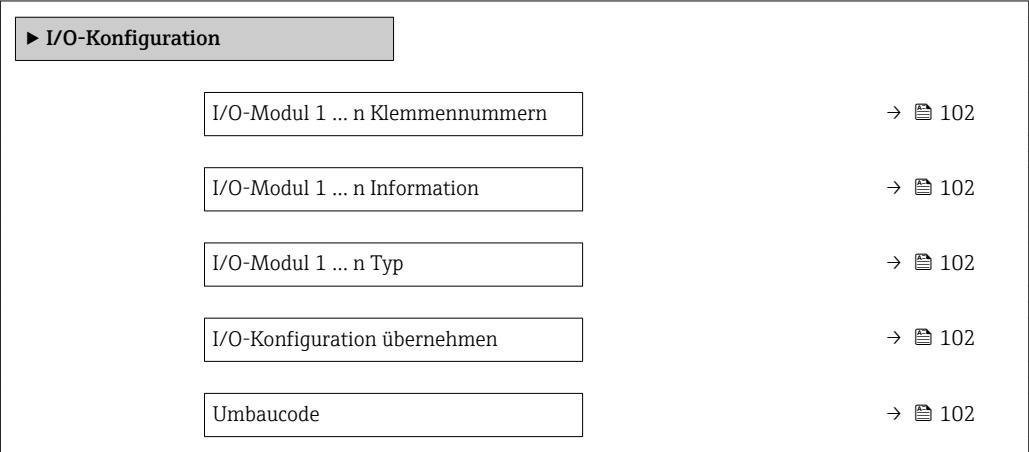 ► I/O-Konfiguration
I/O-Modul 1 … n Klemmennummern → 102
I/O-Modul 1 … n Information → 102
I/O-Modul 1 … n Typ → 102
I/O-Konfiguration übernehmen → 102
Umbaucode → 102